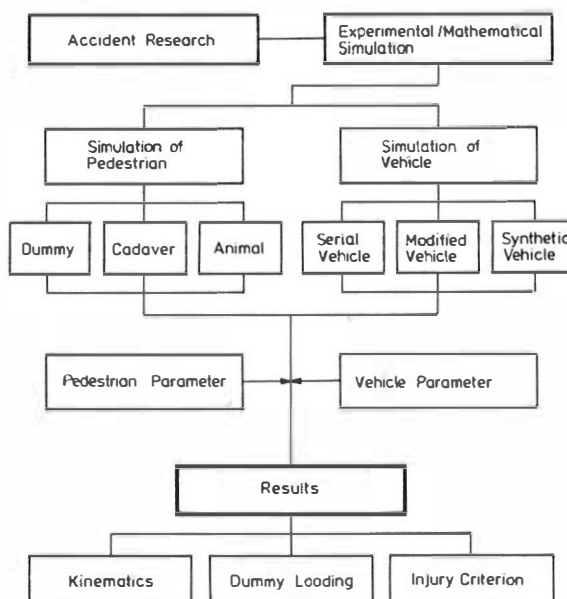 Accident Research
Experimental/Mathematical
Simulation
Simulation of
Pedestrian
Simulation of
Vehicle
Dummy
Cadaver
Animal
Serial
Vehicle
Modified
Vehicle
Synthetic
Vehicle
Pedestrian Parameter
Vehicle Parameter
Results
Kinematics
Dummy Loading
Injury Criterion